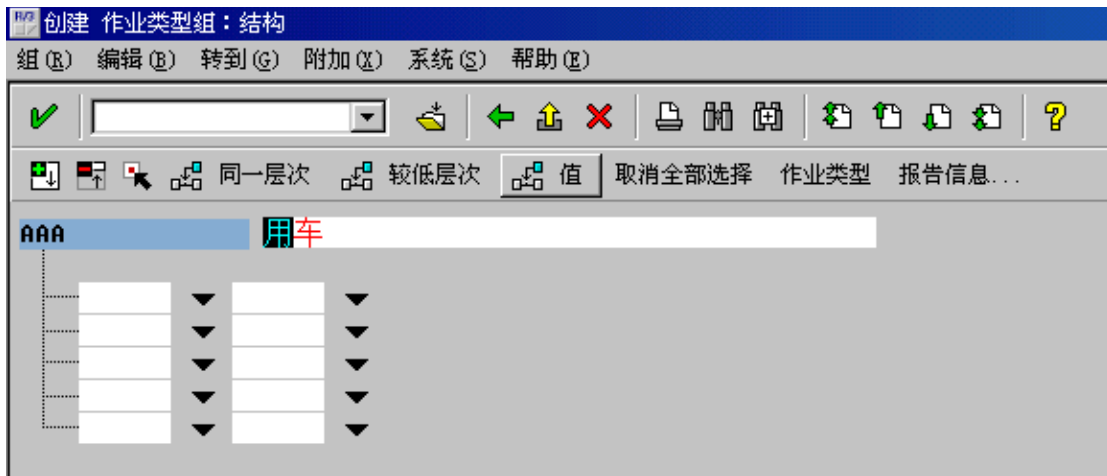 创建 作业类型组：结构
组(R) 编辑(E) 转到(G) 附加(X) 系统(S) 帮助(E)
同一层次 较低层次 值 取消全部选择 作业类型 报告信息...
AAA 用车